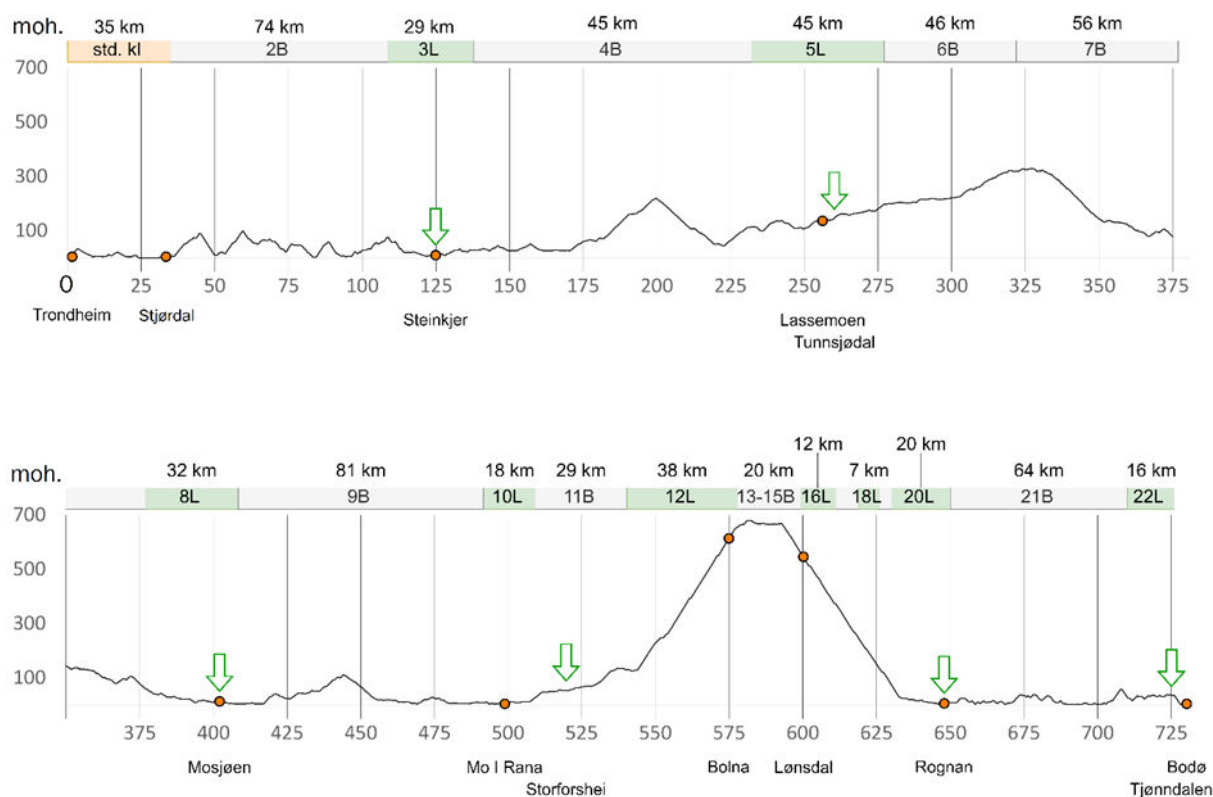 moh. 35 km 74 km 29 km 45 km 45 km 46 km 56 km
std. kl 2B 3L 4B 5L 6B 7B
700
500
300
100
0 25 50 75 100 125 150 175 200 225 250 275 300 325 350 375
Trondheim Stjørdal Steinkjer Lassemoen
Tunnsjødal
12 km 20 km
moh. 32 km 81 km 18 km 29 km 38 km 20 km 7 km 64 km 16 km
8L 9B 10L 11B 12L 13-15B 16L 18L 20L 21B 22L
700
500
300
100
375 400 425 450 475 500 525 550 575 600 625 650 675 700 725
Mosjøen Mo I Rana Bolna Lønsdal Rognan Bodø
Storforshei Tjønndalen